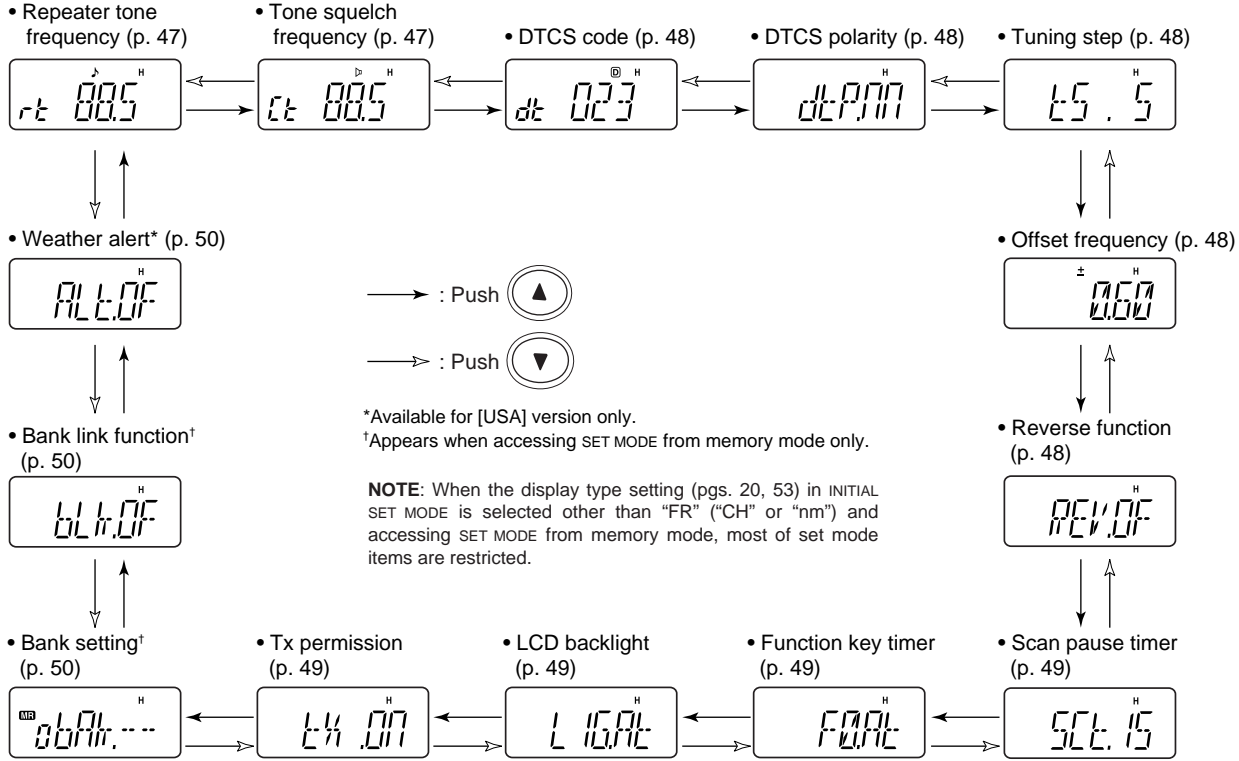 • Repeater tone frequency (p. 47)
• Tone squelch frequency (p. 47)
• DTCS code (p. 48)
• DTCS polarity (p. 48)
• Tuning step (p. 48)
♪ H
rt 88.5
H
Ct 88.5
D H
dt 023
H
dtP.NN
H
tS . 5
• Weather alert* (p. 50)
• Offset frequency (p. 48)
H
ALt.OF
: Push ▲
± H
0.60
: Push ▼
*Available for [USA] version only.
†Appears when accessing SET MODE from memory mode only.
• Bank link function†
(p. 50)
• Reverse function
(p. 48)
H
bLk.OF
NOTE: When the display type setting (pgs. 20, 53) in INITIAL
SET MODE is selected other than “FR” (“CH” or “nm”) and
accessing SET MODE from memory mode, most of set mode
items are restricted.
H
REV.OF
• Bank setting†
(p. 50)
• Tx permission
(p. 49)
• LCD backlight
(p. 49)
• Function key timer
(p. 49)
• Scan pause timer
(p. 49)
MR H
0bAk.--
H
tX .ON
H
LIG.At
H
F0.At
H
SCt.15